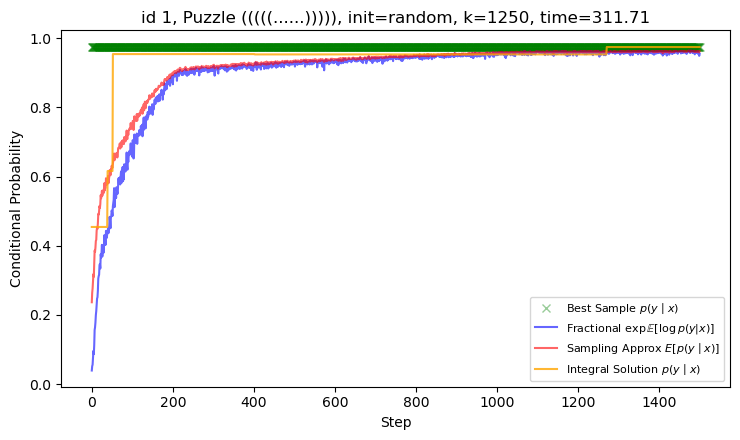 id 1, Puzzle (((((......))))), init=random, k=1250, time=311.71
Conditional Probability
1.0
0.8
0.6
0.4
0.2
0.0
Best Sample p(y | x)
Fractional exp𝔼[log p(y|x)]
Sampling Approx E[p(y | x)]
Integral Solution p(y | x)
0 200 400 600 800 1000 1200 1400
Step